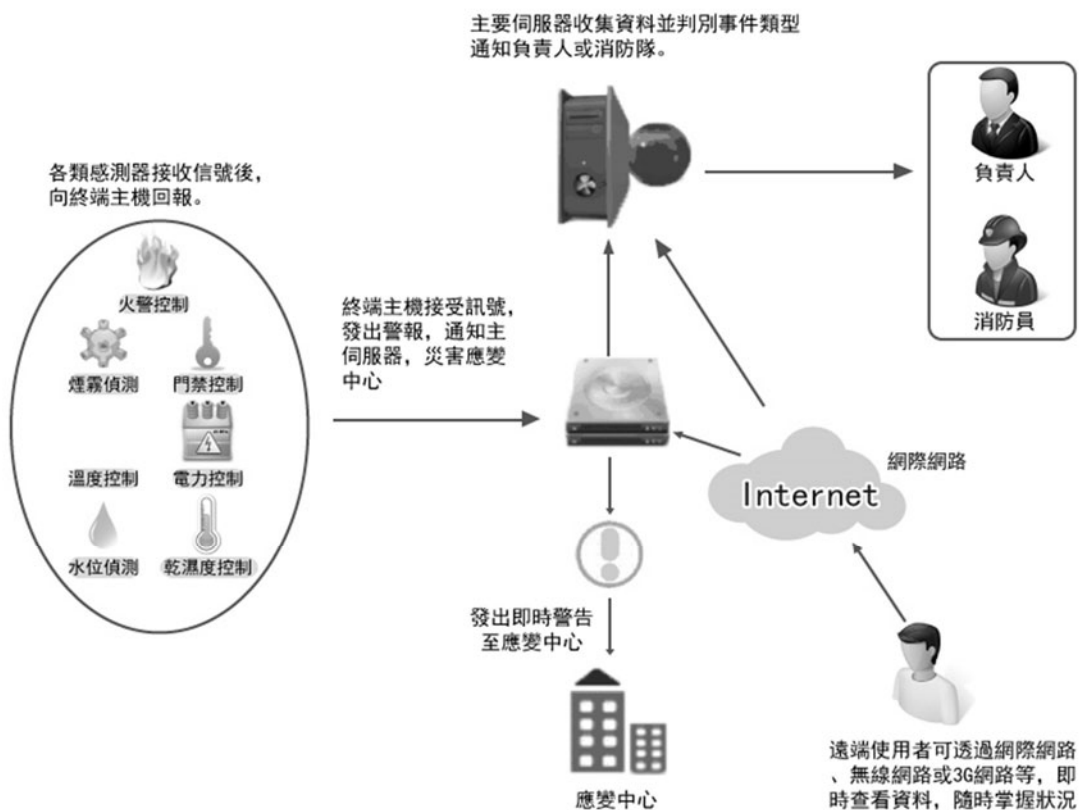 主要伺服器收集資料並判別事件類型
通知負責人或消防隊。
負責人
消防員
各類感測器接收信號後,
向終端主機回報。
火警控制
煙霧偵測
門禁控制
溫度控制
電力控制
水位偵測
乾濕度控制
終端主機接受訊號,
發出警報, 通知主
伺服器, 災害應變
中心
網際網路
Internet
發出即時警告
至應變中心
應變中心
遠端使用者可透過網際網路
、無線網路或3G網路等, 即
時查看資料, 隨時掌握狀況